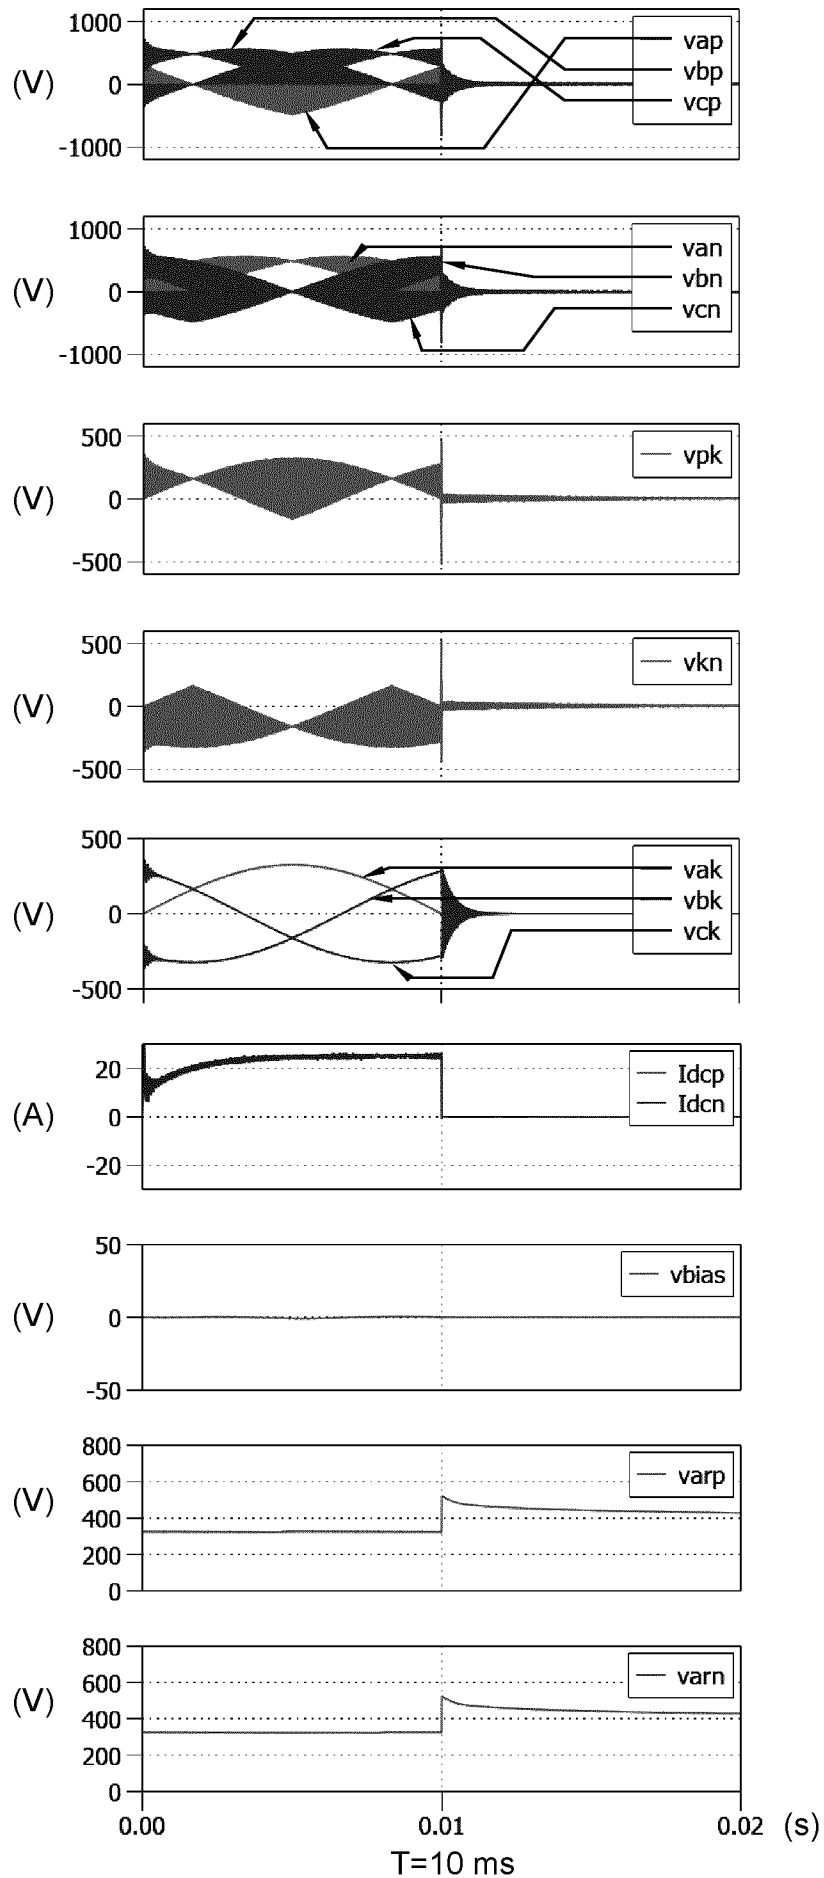 1000
(V)
0
-1000
vap
vbp
vcp
1000
(V)
0
-1000
van
vbn
vcn
500
(V)
0
-500
vpk
500
(V)
0
-500
vkn
500
(V)
0
-500
vak
vbk
vck
20
(A)
0
-20
Idcp
Idcn
50
(V)
0
-50
vbias
800
600
(V)
400
200
0
varp
800
600
(V)
400
200
0
varn
0.00 0.01 0.02 (s)
T=10 ms